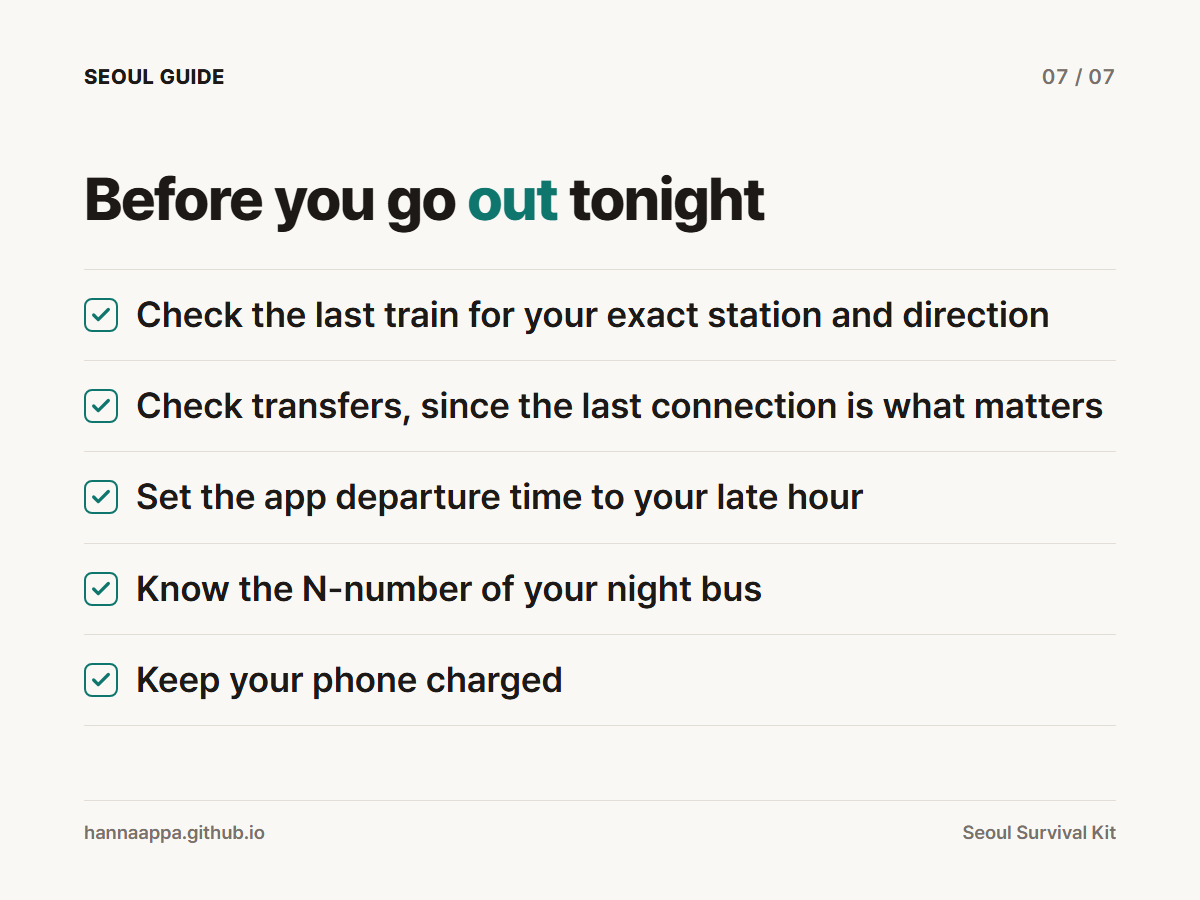 SEOUL GUIDE
07 / 07
Before you go out tonight
Check the last train for your exact station and direction
Check transfers, since the last connection is what matters
Set the app departure time to your late hour
Know the N-number of your night bus
Keep your phone charged
hannaappa.github.io
Seoul Survival Kit